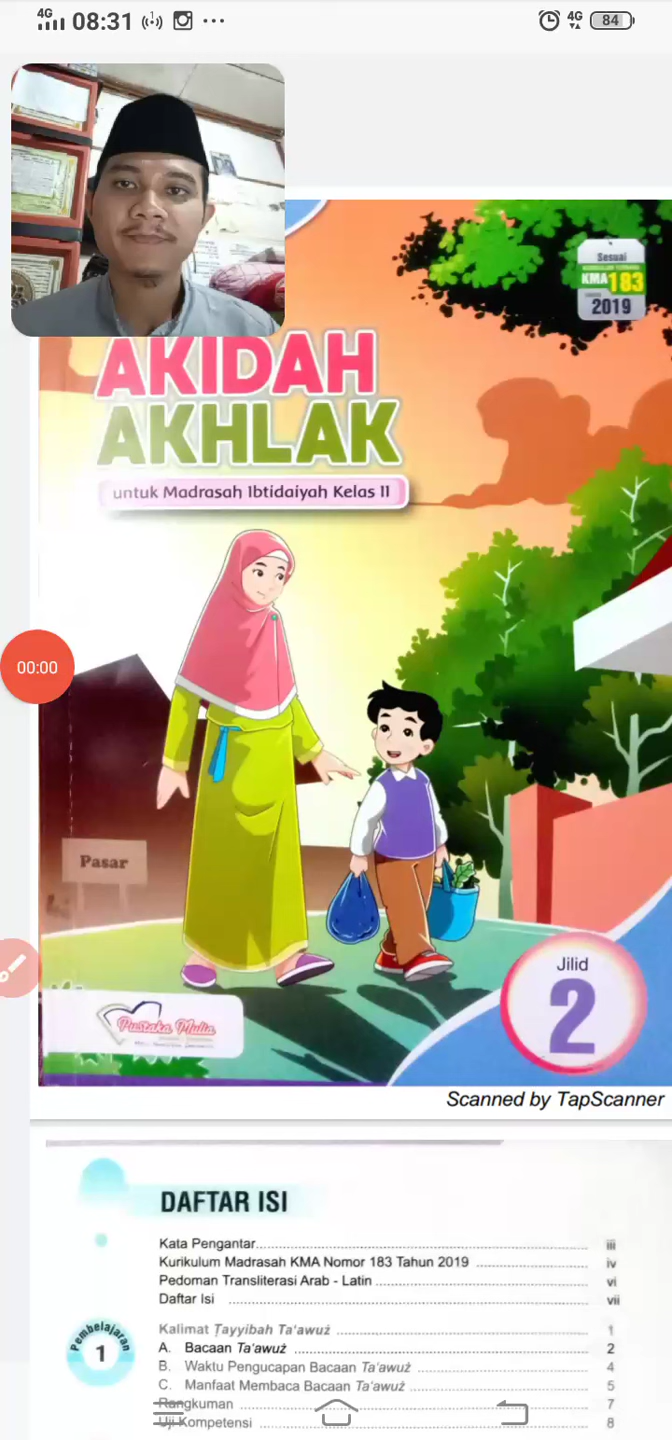 4G 08:31 4G 84
Sesuai
KMA 183
2019
AKIDAH
AKHLAK
untuk Madrasah Ibtidaiyah Kelas II
00:00
Pasar
Jilid
2
Pustaka Mulia
Scanned by TapScanner
DAFTAR ISI
Kata Pengantar iii
Kurikulum Madrasah KMA Nomor 183 Tahun 2019 iv
Pedoman Transliterasi Arab - Latin vi
Daftar Isi vii
Pembelajaran
1
Kalimat Ṭayyibah Ta'awuż 1
A. Bacaan Ta'awuż 2
B. Waktu Pengucapan Bacaan Ta'awuż 4
C. Manfaat Membaca Bacaan Ta'awuż 5
Rangkuman 7
Uji Kompetensi 8